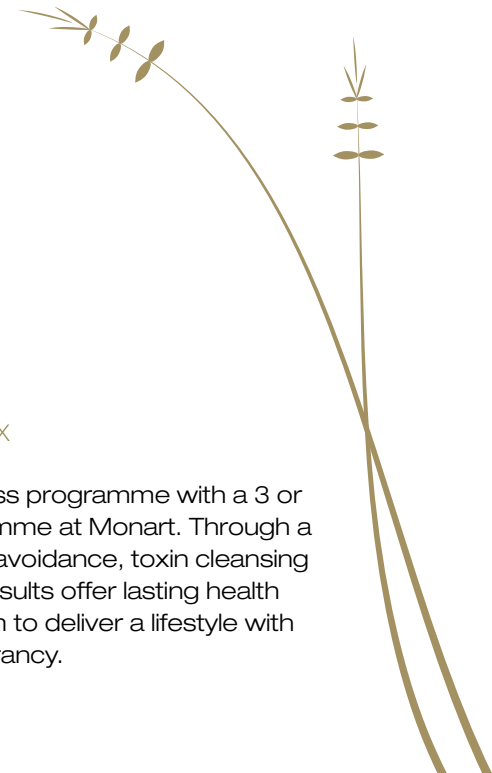 X
ss programme with a 3 or
mme at Monart. Through a
avoidance, toxin cleansing
sults offer lasting health
n to deliver a lifestyle with
ancy.